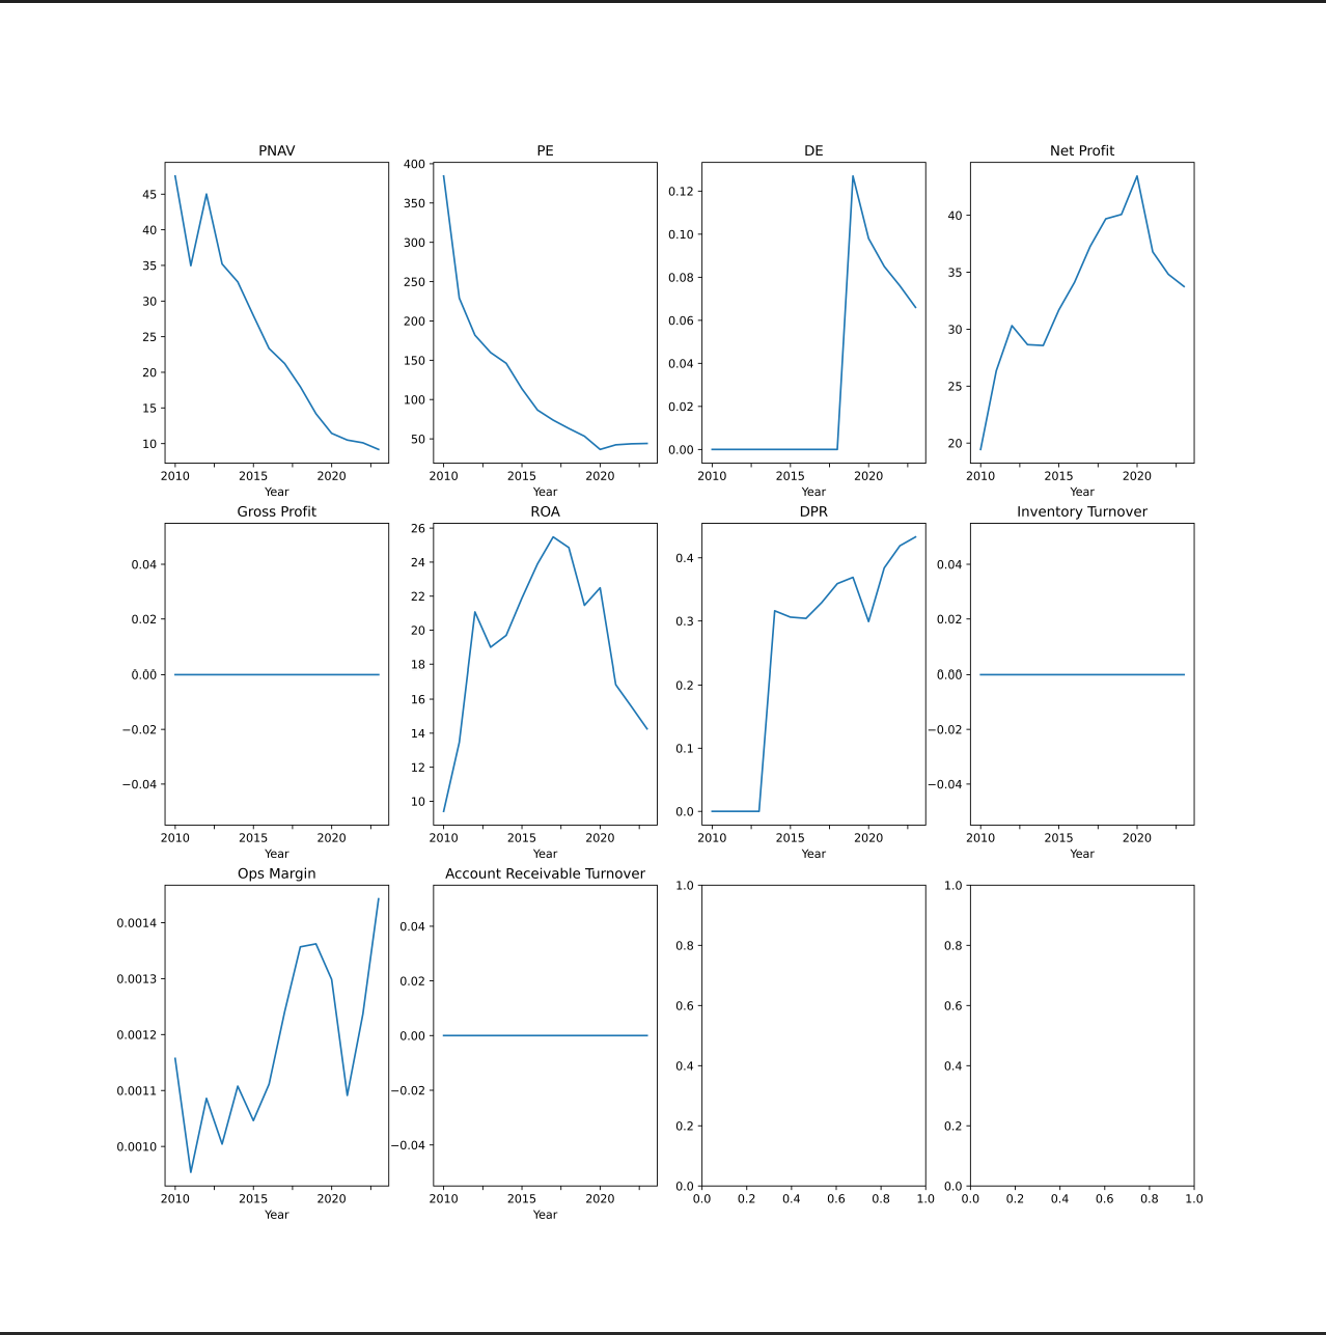 PNAV
45
40
35
30
25
20
15
10
2010 2015 2020
Year
PE
400
350
300
250
200
150
100
50
2010 2015 2020
Year
DE
0.12
0.10
0.08
0.06
0.04
0.02
0.00
2010 2015 2020
Year
Net Profit
40
35
30
25
20
2010 2015 2020
Year
Gross Profit
0.04
0.02
0.00
−0.02
−0.04
2010 2015 2020
Year
ROA
26
24
22
20
18
16
14
12
10
2010 2015 2020
Year
DPR
0.4
0.3
0.2
0.1
0.0
2010 2015 2020
Year
Inventory Turnover
0.04
0.02
0.00
−0.02
−0.04
2010 2015 2020
Year
Ops Margin
0.0014
0.0013
0.0012
0.0011
0.0010
2010 2015 2020
Year
Account Receivable Turnover
0.04
0.02
0.00
−0.02
−0.04
2010 2015 2020
Year
1.0
0.8
0.6
0.4
0.2
0.0
0.0 0.2 0.4 0.6 0.8 1.0
1.0
0.8
0.6
0.4
0.2
0.0
0.0 0.2 0.4 0.6 0.8 1.0